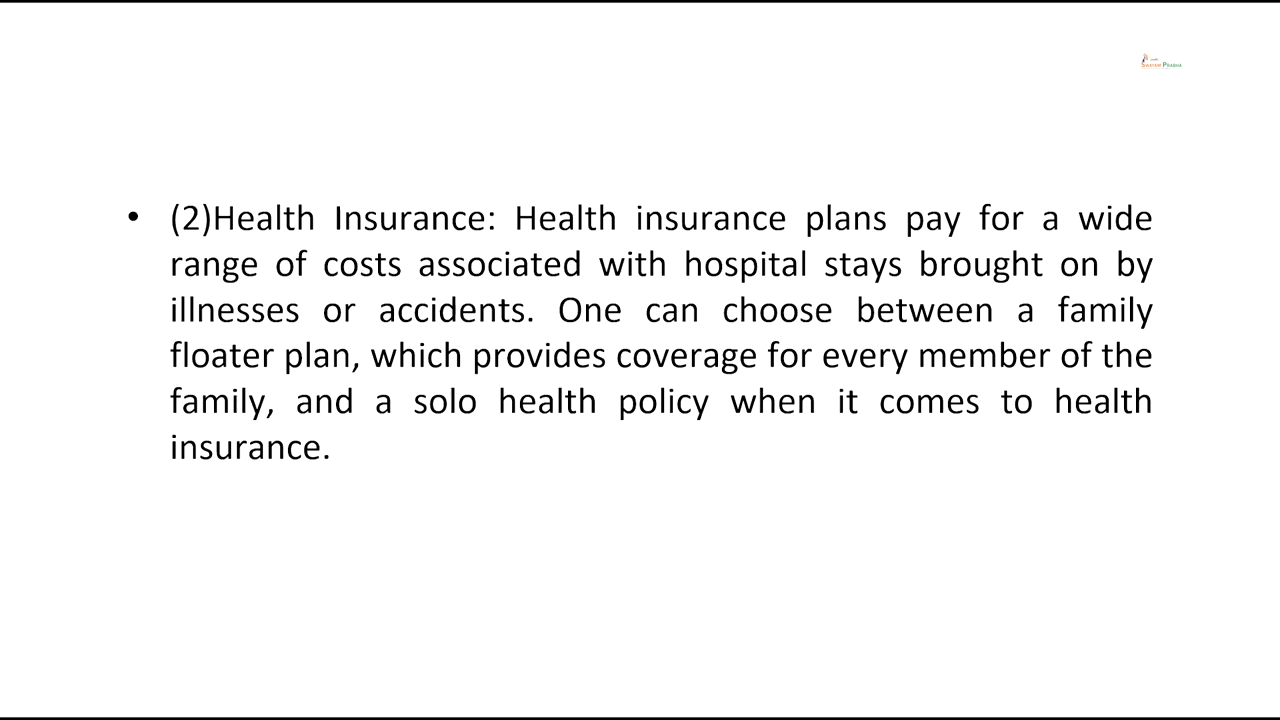 SWAYAM PRABHA
• (2)Health Insurance: Health insurance plans pay for a wide
range of costs associated with hospital stays brought on by
illnesses or accidents. One can choose between a family
floater plan, which provides coverage for every member of the
family, and a solo health policy when it comes to health
insurance.